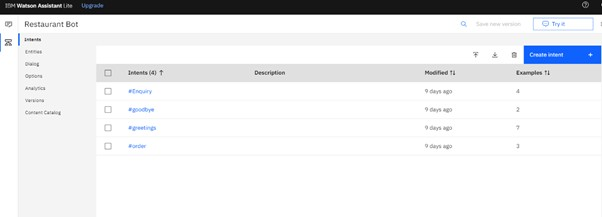 IBM Watson Assistant Lite Upgrade
Restaurant Bot
Save new version
Try it
Intents
Entities
Dialog
Options
Analytics
Versions
Content Catalog
Create intent +
Intents (4) ↑ Description Modified ↑↓ Examples ↑↓
#Enquiry 9 days ago 4
#goodbye 9 days ago 2
#greetings 9 days ago 7
#order 9 days ago 3